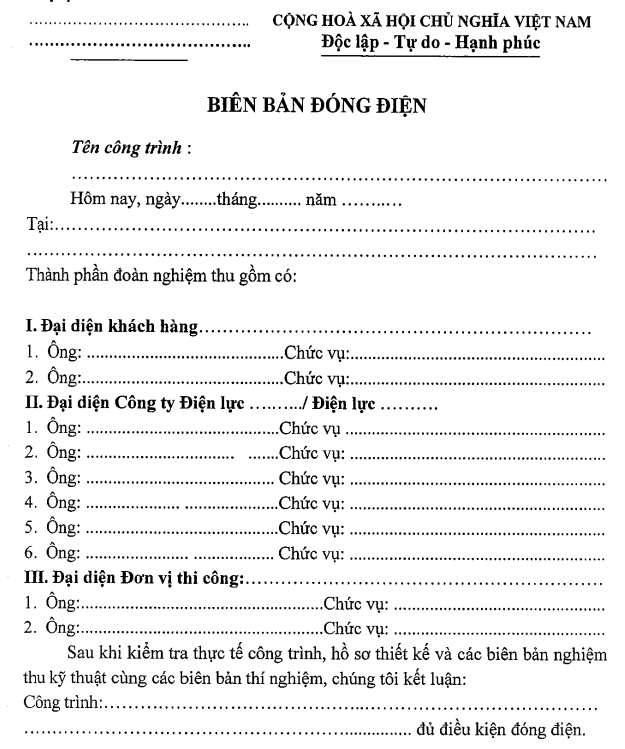 .............................................. CỘNG HOÀ XÃ HỘI CHỦ NGHĨA VIỆT NAM
.............................................. Độc lập - Tự do - Hạnh phúc
BIÊN BẢN ĐÓNG ĐIỆN
Tên công trình :
..............................................................................................................
Hôm nay, ngày........tháng.......... năm ...........
Tại:...........................................................................................................
..............................................................................................................
Thành phần đoàn nghiệm thu gồm có:
I. Đại diện khách hàng..............................................................................
1. Ông: ...........................................Chức vụ:.......................................................
2. Ông:............................................Chức vụ:.......................................................
II. Đại diện Công ty Điện lực ........./ Điện lực ..........
1. Ông: ..........................................Chức vụ ........................................................
2. Ông: ................................ .......Chức vụ: ........................................................
3. Ông: ......................................... Chức vụ: ........................................................
4. Ông: .................... .................... Chức vụ: ........................................................
5. Ông: ......................................... Chức vụ: ........................................................
6. Ông: ...................... .................. Chức vụ: ........................................................
III. Đại diện Đơn vị thi công:......................................................................
1. Ông:.....................................................Chức vụ: ..............................................
2. Ông:.....................................................Chức vụ: ..............................................
Sau khi kiểm tra thực tế công trình, hồ sơ thiết kế và các biên bản nghiệm
thu kỹ thuật cùng các biên bản thí nghiệm, chúng tôi kết luận:
Công trình:...................................................................................................
.................................................................................... đủ điều kiện đóng điện.